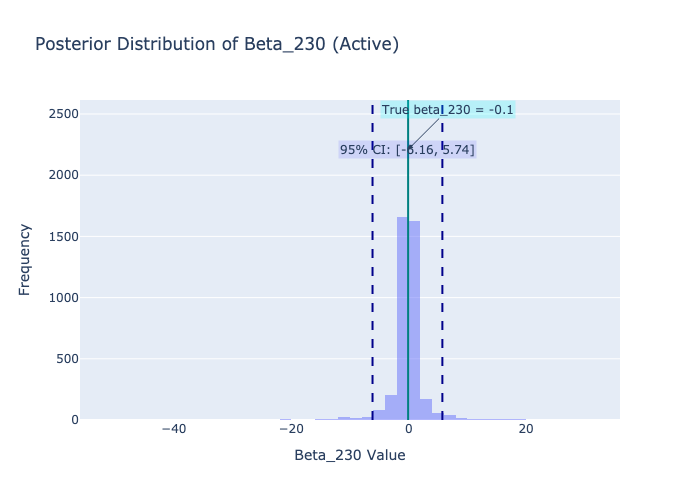 Posterior Distribution of Beta_230 (Active)
True beta_230 = -0.1
95% CI: [-6.16, 5.74]
2500
2000
1500
1000
500
0
Frequency
−40
−20
0
20
Beta_230 Value